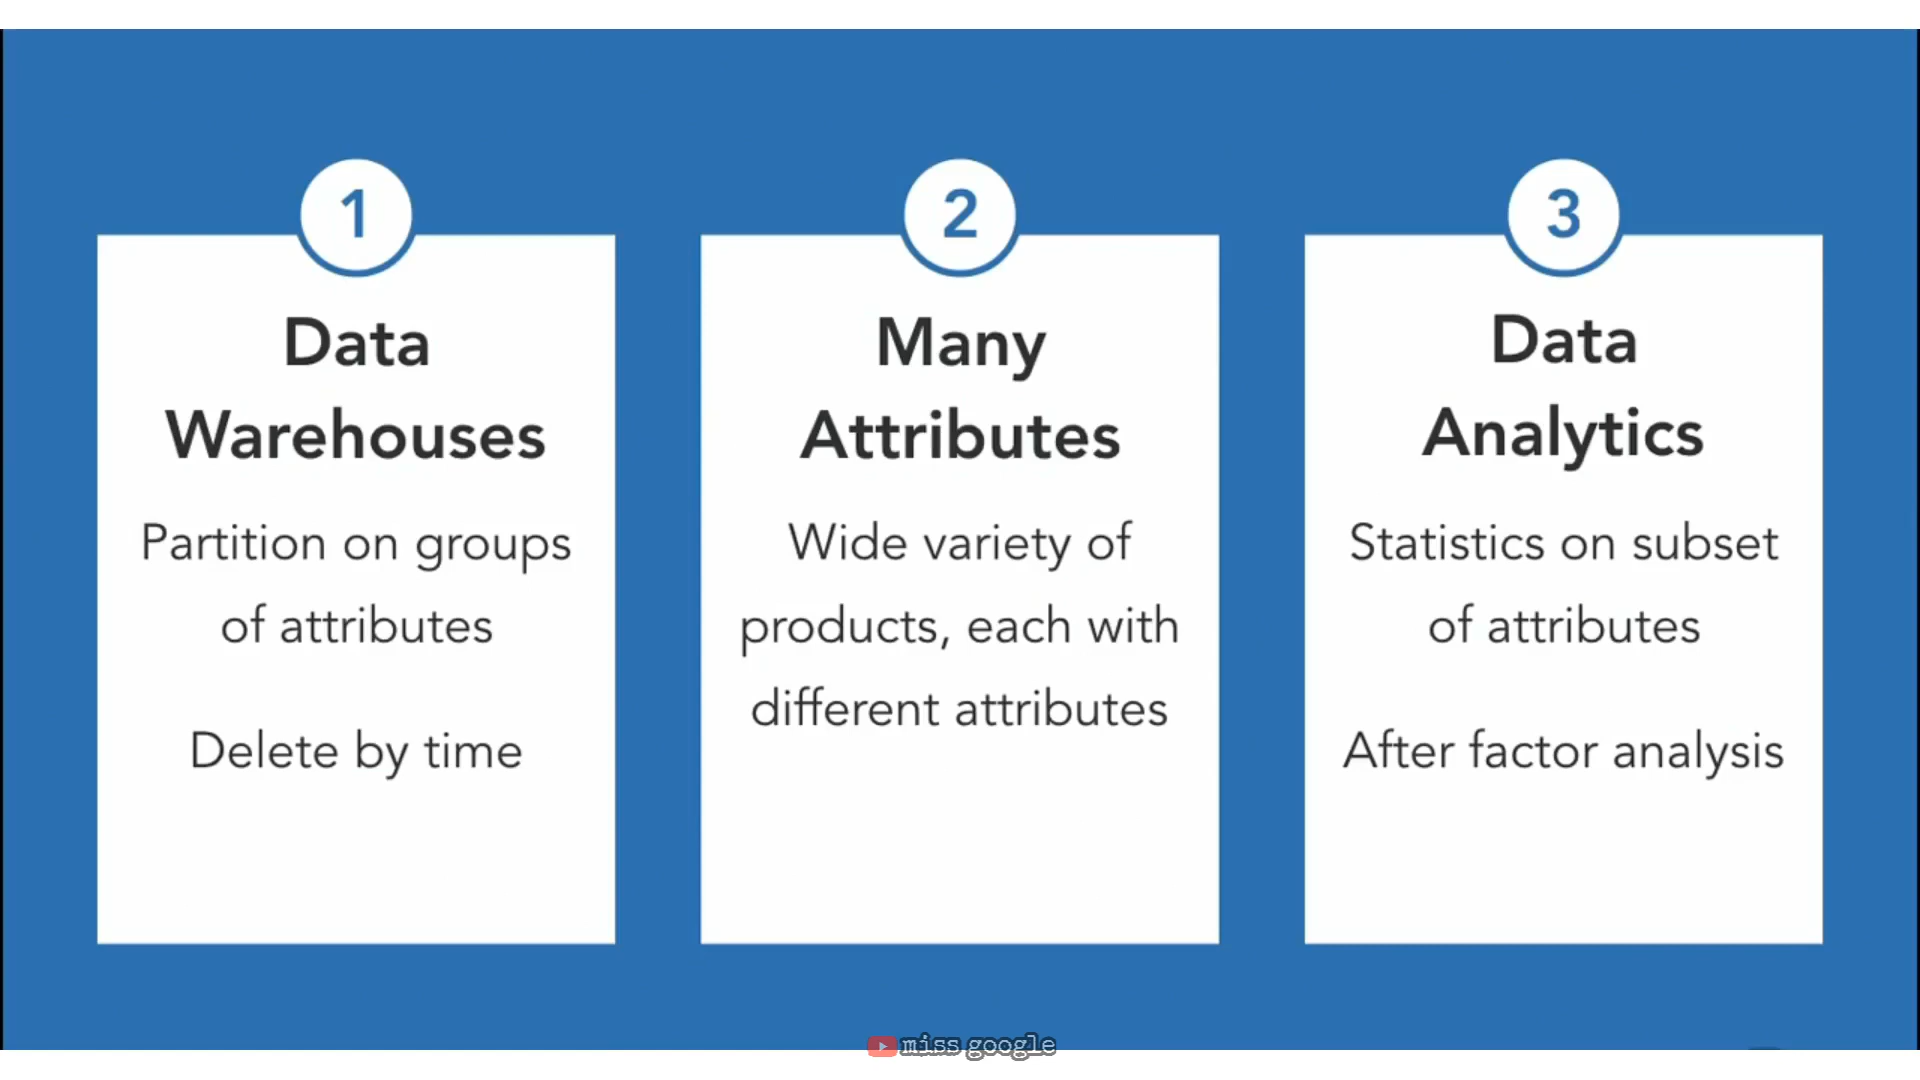 1
Data
Warehouses
Partition on groups
of attributes
Delete by time
2
Many
Attributes
Wide variety of
products, each with
different attributes
3
Data
Analytics
Statistics on subset
of attributes
After factor analysis
miss google